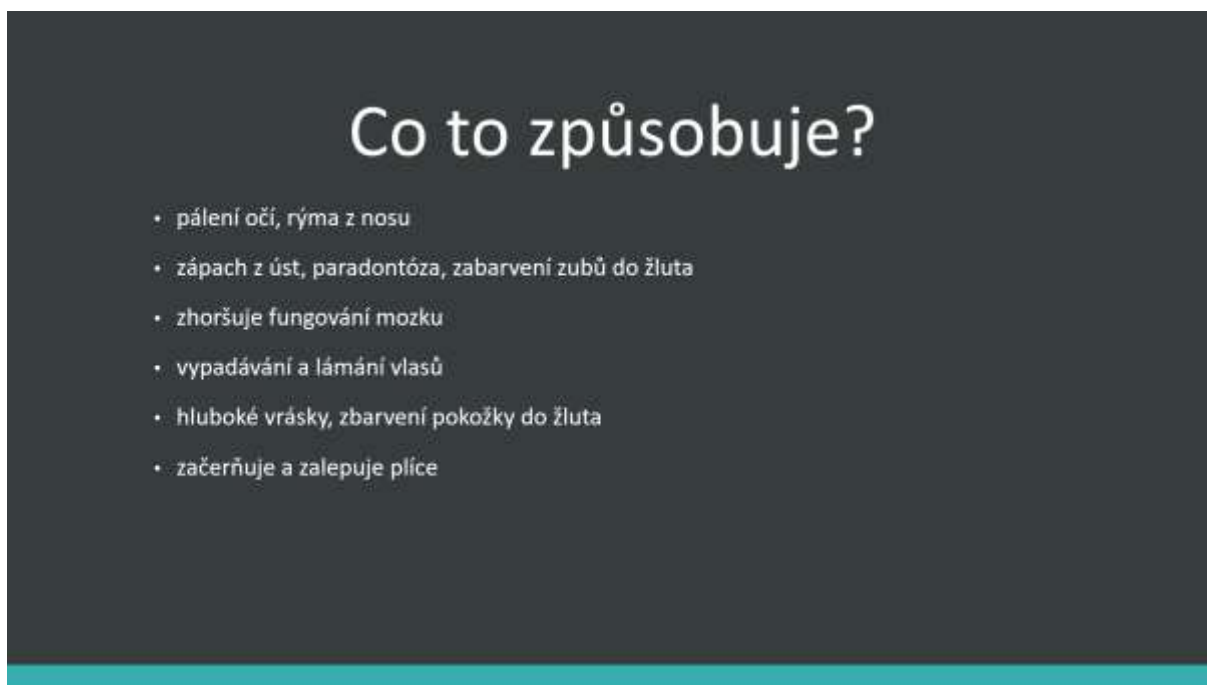 Co to způsobuje?
• pálení očí, rýma z nosu
• zápach z úst, paradontóza, zabarvení zubů do žluta
• zhoršuje fungování mozku
• vypadávání a lámání vlasů
• hluboké vrásky, zbarvení pokožky do žluta
• začerňuje a zalepuje plíce